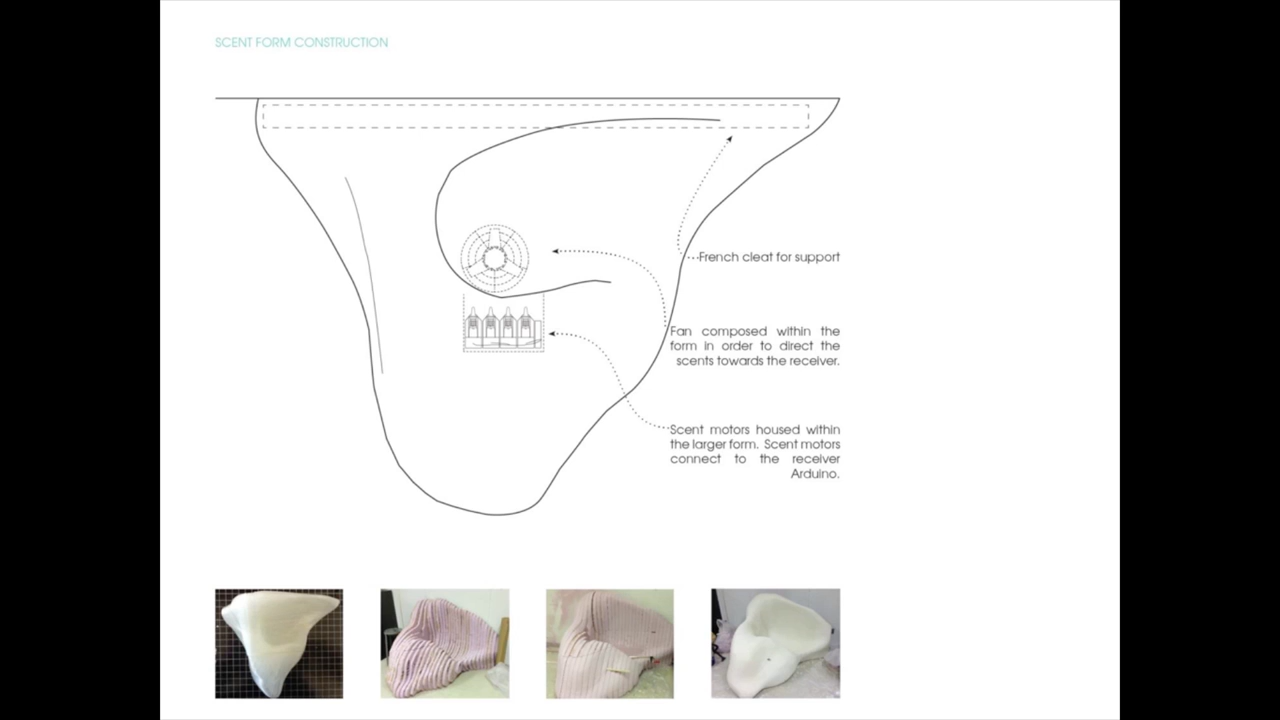 SCENT FORM CONSTRUCTION
French cleat for support
Fan composed within the
form in order to direct the
scents towards the receiver.
Scent motors housed within
the larger form. Scent motors
connect to the receiver
Arduino.